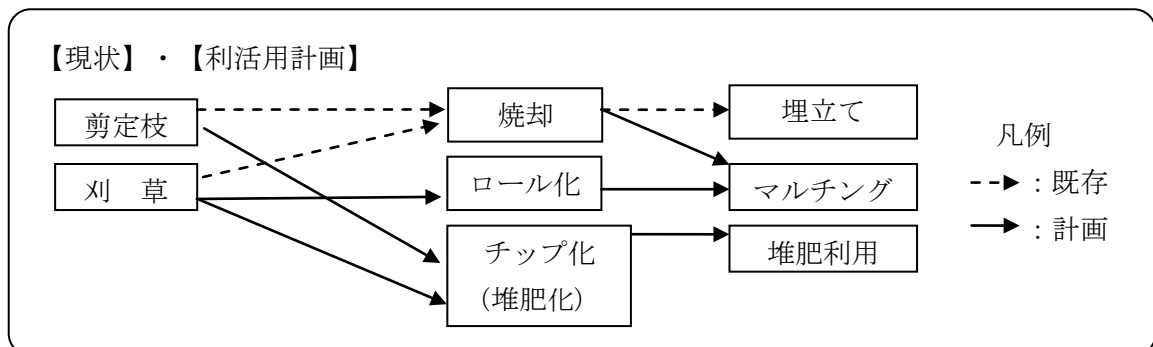 【現状】・【利活用計画】
剪定枝
焼却
埋立て
凡例
刈　草
ロール化
マルチング
：既存
チップ化
（堆肥化）
堆肥利用
：計画